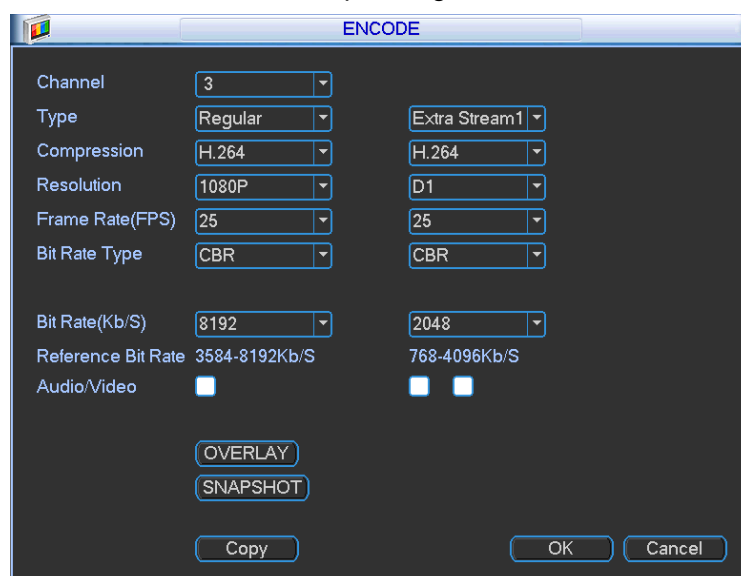 ENCODE
Channel 3
Type Regular Extra Stream1
Compression H.264 H.264
Resolution 1080P D1
Frame Rate(FPS) 25 25
Bit Rate Type CBR CBR
Bit Rate(Kb/S) 8192 2048
Reference Bit Rate 3584-8192Kb/S 768-4096Kb/S
Audio/Video
OVERLAY
SNAPSHOT
Copy OK Cancel